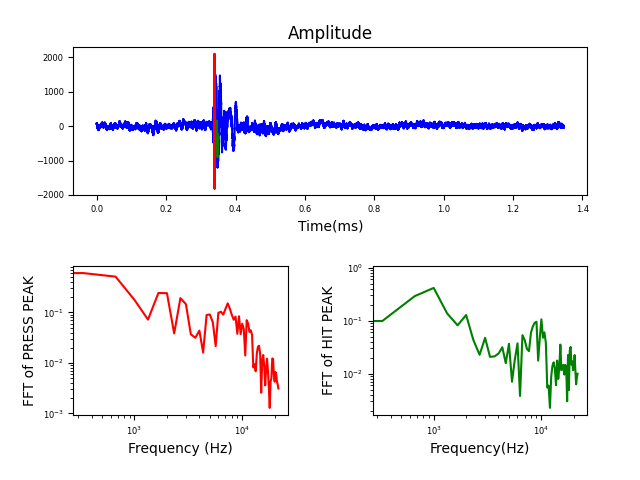 Amplitude
2000
1000
0
−1000
−2000
0.0 0.2 0.4 0.6 0.8 1.0 1.2 1.4
Time(ms)
FFT of PRESS PEAK
10⁻¹
10⁻²
10⁻³
10³ 10⁴
Frequency (Hz)
FFT of HIT PEAK
10⁰
10⁻¹
10⁻²
10³ 10⁴
Frequency(Hz)